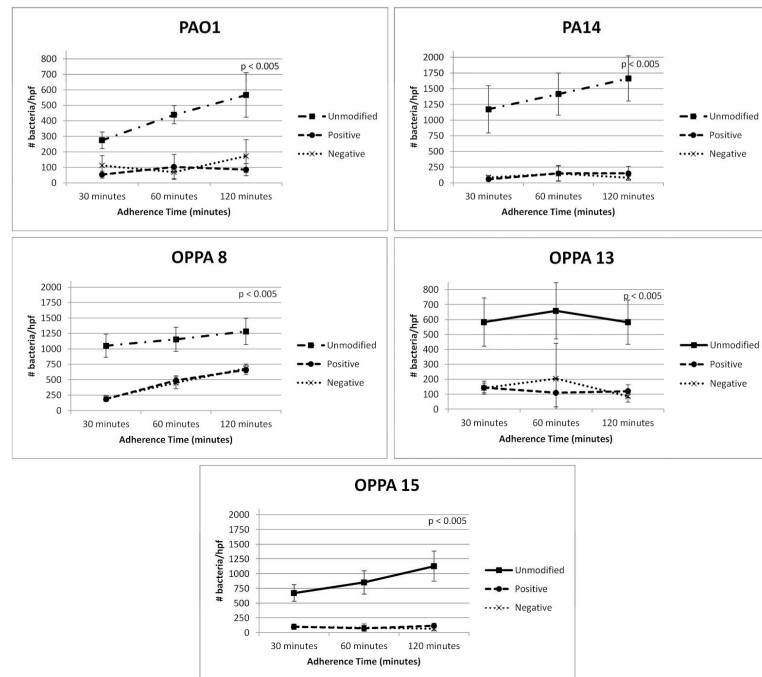 PAO1
p < 0.005
# bacteria/hpf
800
700
600
500
400
300
200
100
0
30 minutes 60 minutes 120 minutes
Adherence Time (minutes)
Unmodified
Positive
Negative
PA14
p < 0.005
# bacteria/hpf
2000
1750
1500
1250
1000
750
500
250
0
30 minutes 60 minutes 120 minutes
Adherence Time (minutes)
Unmodified
Positive
Negative
OPPA 8
p < 0.005
# bacteria/hpf
2000
1750
1500
1250
1000
750
500
250
0
30 minutes 60 minutes 120 minutes
Adherence Time (minutes)
Unmodified
Positive
Negative
OPPA 13
p < 0.005
# bacteria/hpf
800
700
600
500
400
300
200
100
0
30 minutes 60 minutes 120 minutes
Adherence Time (minutes)
Unmodified
Positive
Negative
OPPA 15
p < 0.005
# bacteria/hpf
2000
1750
1500
1250
1000
750
500
250
0
30 minutes 60 minutes 120 minutes
Adherence Time (minutes)
Unmodified
Positive
Negative